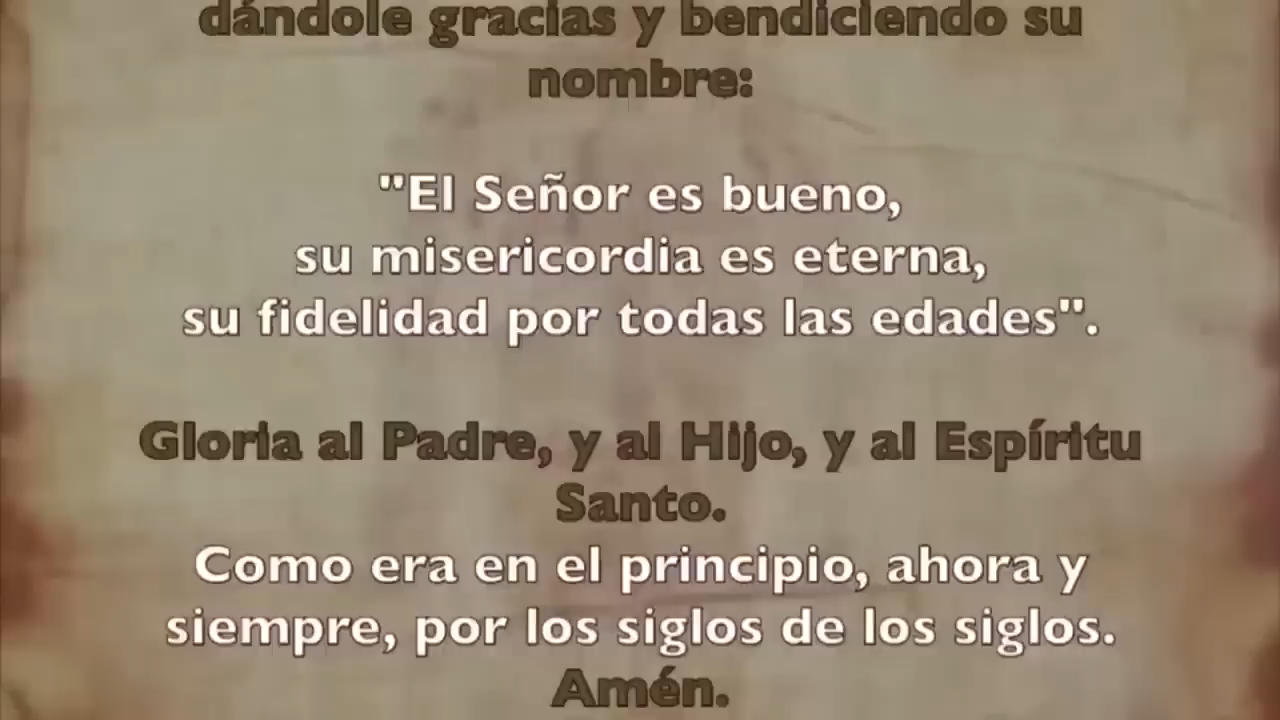 dándole gracias y bendiciendo su
nombre:
"El Señor es bueno,
su misericordia es eterna,
su fidelidad por todas las edades".
Gloria al Padre, y al Hijo, y al Espíritu
Santo.
Como era en el principio, ahora y
siempre, por los siglos de los siglos.
Amén.